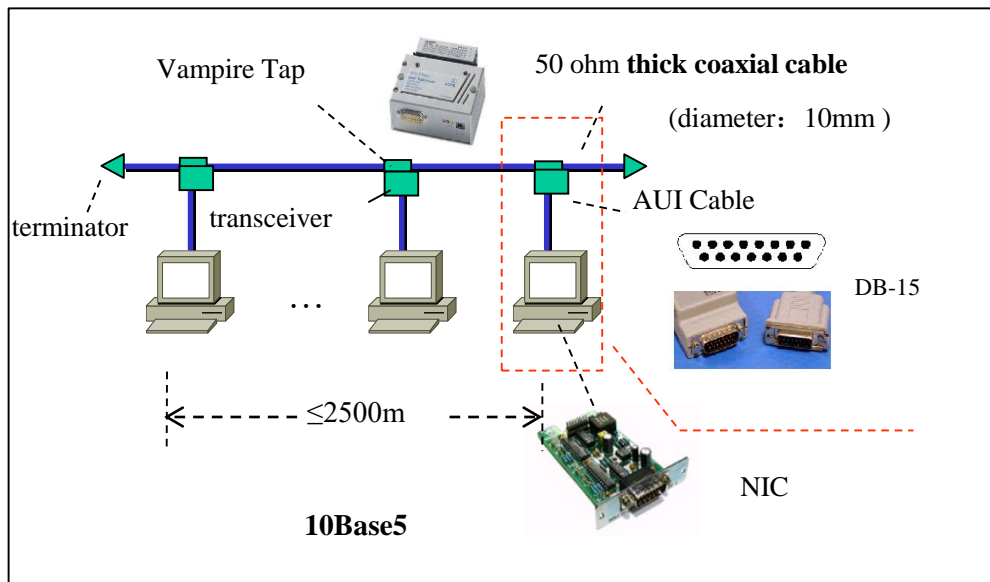 Vampire Tap
50 ohm thick coaxial cable
(diameter：10mm )
terminator
transceiver
AUI Cable
DB-15
…
≤2500m
NIC
10Base5